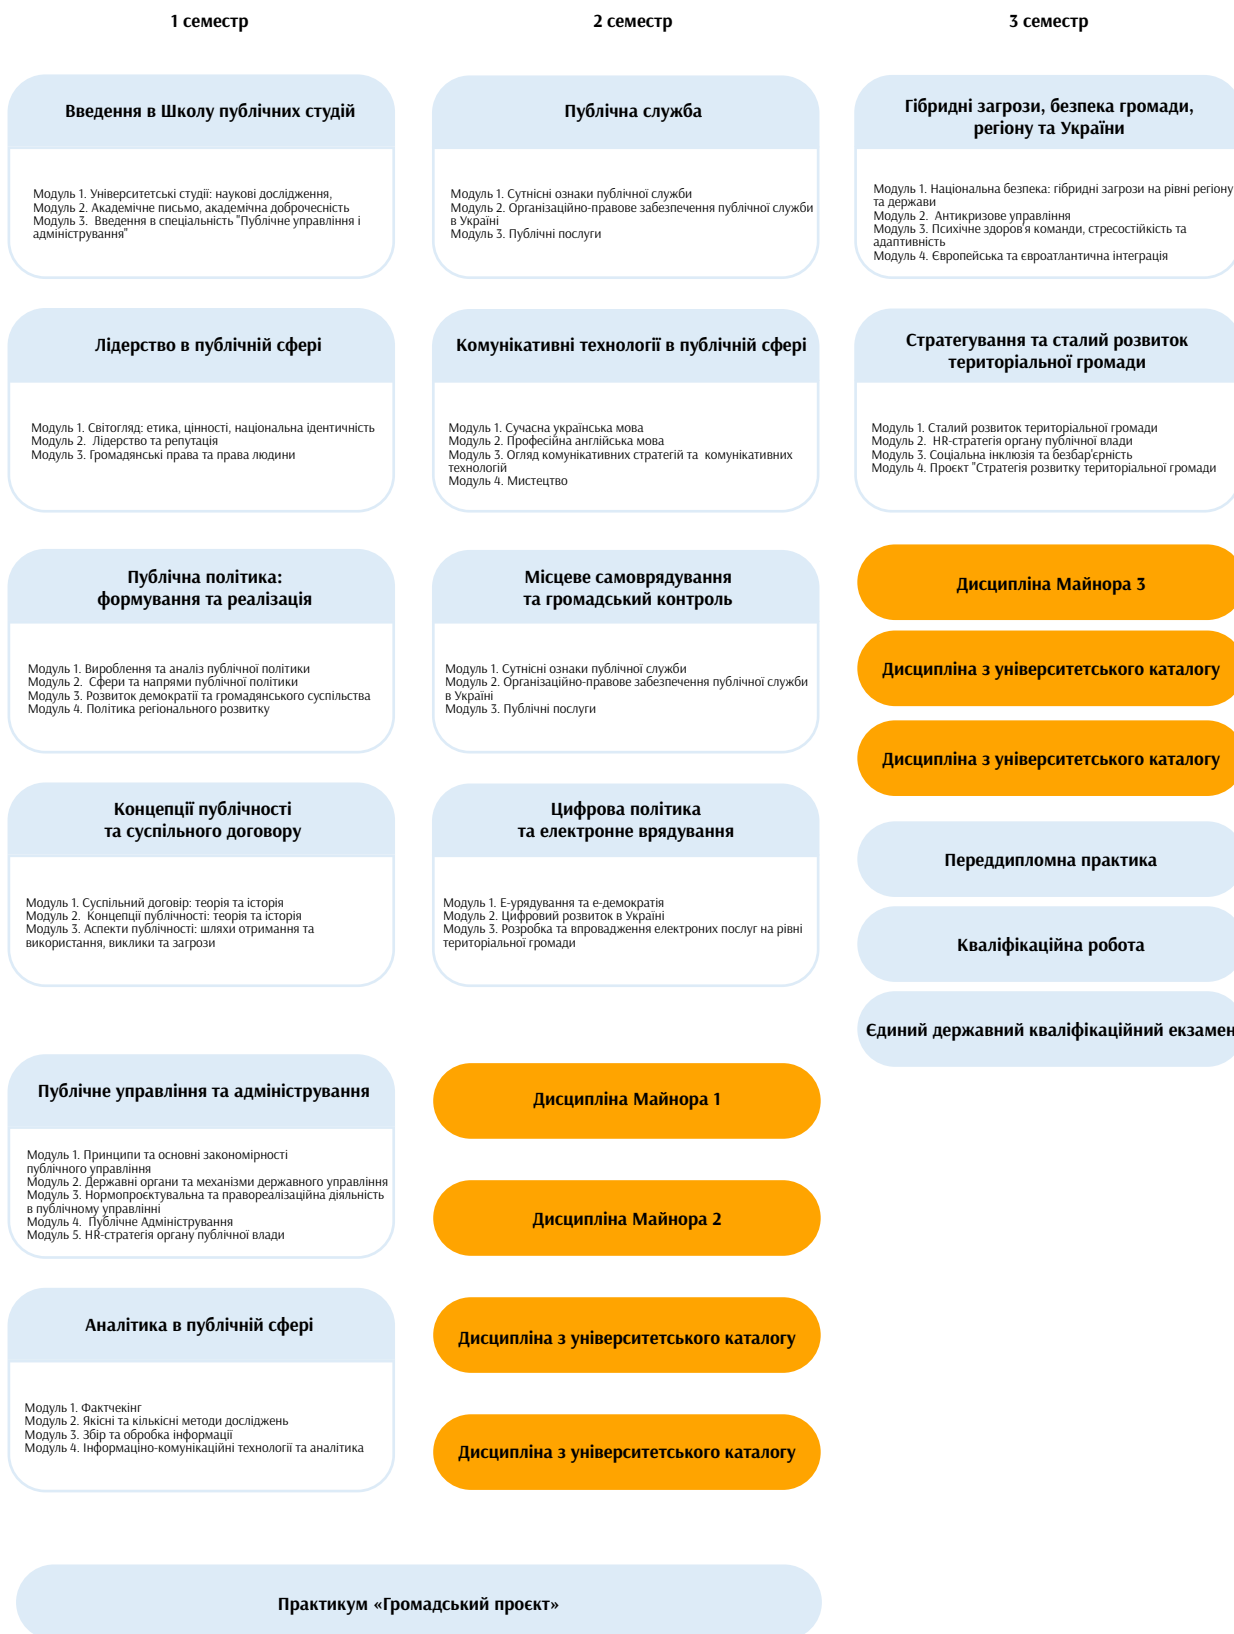 1 семестр
Введення в Школу публічних студій
Модуль 1. Університетські студії: наукові дослідження,
Модуль 2. Академічне письмо, академічна доброчесність
Модуль 3.  Введення в спеціальність "Публічне управління і
адміністрування"
Лідерство в публічній сфері
Модуль 1. Світогляд: етика, цінності, національна ідентичність
Модуль 2.  Лідерство та репутація
Модуль 3. Громадянські права та права людини
Публічна політика:
формування та реалізація
Модуль 1. Вироблення та аналіз публічної політики
Модуль 2.  Сфери та напрями публічної політики
Модуль 3. Розвиток демократії та громадянського суспільства
Модуль 4. Політика регіонального розвитку
Концепції публічності
та суспільного договору
Модуль 1. Суспільний договір: теорія та історія
Модуль 2.  Концепції публічності: теорія та історія
Модуль 3. Аспекти публічності: шляхи отримання та
використання, виклики та загрози
Публічне управління та адміністрування
Модуль 1. Принципи та основні закономірності
публічного управління
Модуль 2. Державні органи та механізми державного управління
Модуль 3. Нормопроєктувальна та правореалізаційна діяльність
в публічному управлінні
Модуль 4.  Публічне Адміністрування
Модуль 5. HR-стратегія органу публічної влади
Аналітика в публічній сфері
Модуль 1. Фактчекінг
Модуль 2. Якісні та кількісні методи досліджень
Модуль 3. Збір та обробка інформації
Модуль 4. Інформаціно-комунікаційні технології та аналітика
2 семестр
Публічна служба
Модуль 1. Сутнісні ознаки публічної служби
Модуль 2. Організаційно-правове забезпечення публічної служби
в Україні
Модуль 3. Публічні послуги
Комунікативні технології в публічній сфері
Модуль 1. Сучасна українська мова
Модуль 2. Професійна англійська мова
Модуль 3. Огляд комунікативних стратегій та  комунікативних
технологій
Модуль 4. Мистецтво
Місцеве самоврядування
та громадський контроль
Модуль 1. Сутнісні ознаки публічної служби
Модуль 2. Організаційно-правове забезпечення публічної служби
в Україні
Модуль 3. Публічні послуги
Цифрова політика
та електронне врядування
Модуль 1. Е-урядування та е-демократія
Модуль 2. Цифровий розвиток в Україні
Модуль 3. Розробка та впровадження електроних послуг на рівні
територіальної громади
Дисципліна Майнора 1
Дисципліна Майнора 2
Дисципліна з університетського каталогу
Дисципліна з університетського каталогу
3 семестр
Гібридні загрози, безпека громади,
регіону та України
Модуль 1. Національна безпека: гібридні загрози на рівні регіону
та держави
Модуль 2.  Антикризове управління
Модуль 3. Психічне здоров'я команди, стресостійкість та
адаптивність
Модуль 4. Європейська та євроатлантична інтеграція
Стратегування та сталий розвиток
територіальної громади
Модуль 1. Сталий розвиток територіальної громади
Модуль 2.  HR-стратегія органу публічної влади
Модуль 3. Соціальна інклюзія та безбар'єрність
Модуль 4. Проєкт "Стратегія розвитку територіальної громади
Дисципліна Майнора 3
Дисципліна з університетського каталогу
Дисципліна з університетського каталогу
Переддипломна практика
Кваліфікаційна робота
Єдиний державний кваліфікаційний екзамен
Практикум «Громадський проєкт»